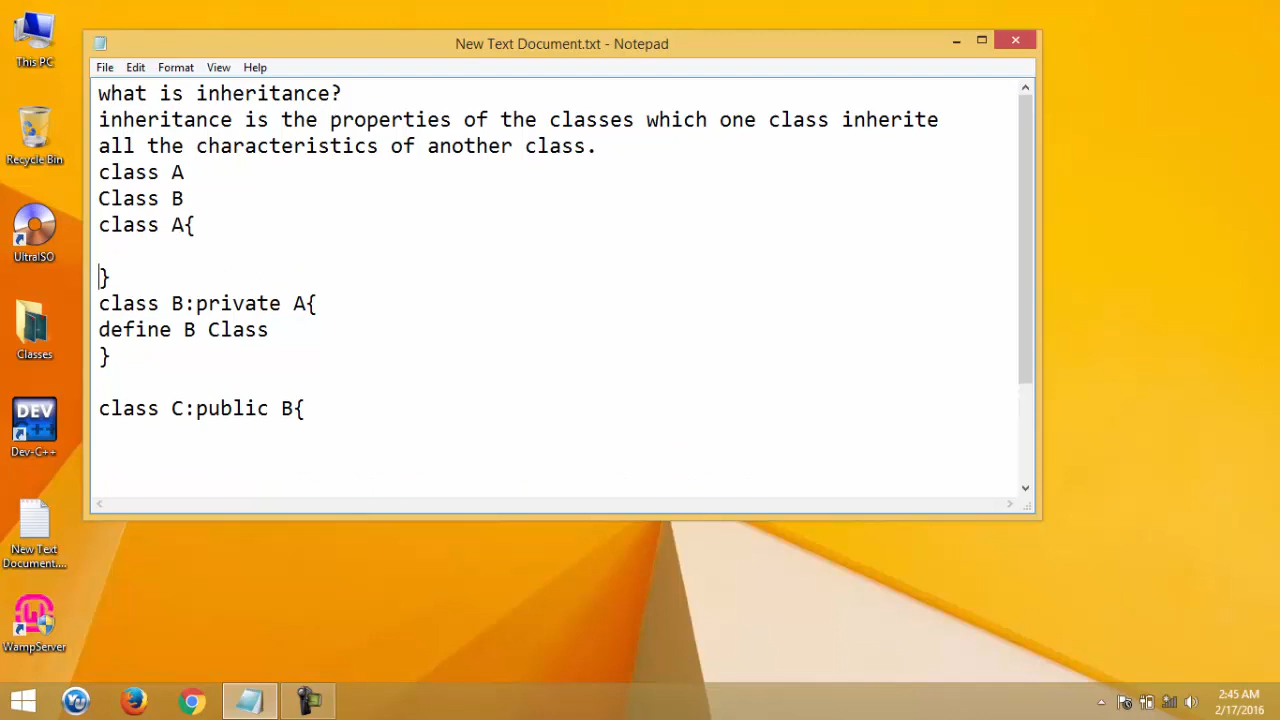 This PC
Recycle Bin
UltraISO
Classes
DEV
C++
Dev-C++
New Text
Document....
WampServer
New Text Document.txt - Notepad
File Edit Format View Help
what is inheritance?
inheritance is the properties of the classes which one class inherite
all the characteristics of another class.
class A
Class B
class A{
}
class B:private A{
define B Class
}
class C:public B{
2:45 AM
2/17/2016